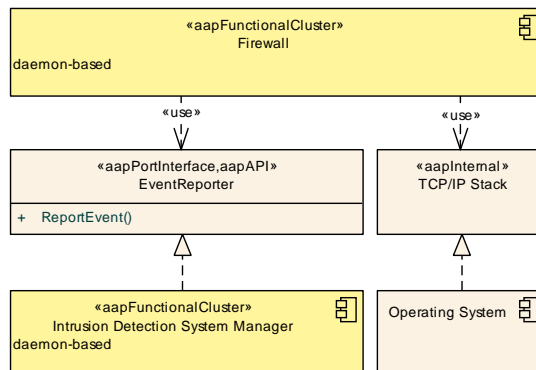 «aapFunctionalCluster»
Firewall
daemon-based
«use»
«use»
«aapPortInterface,aapAPI»
EventReporter
+ ReportEvent()
«aapInternal»
TCP/IP Stack
«aapFunctionalCluster»
Intrusion Detection System Manager
daemon-based
Operating System